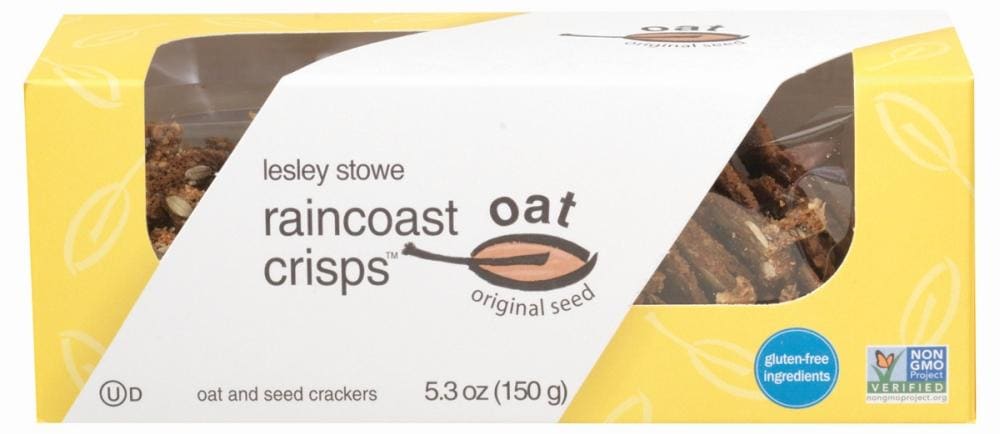 oat
original seed
lesley stowe
raincoast
crisps™
oat
original seed
U D
oat and seed crackers
5.3 oz (150 g)
gluten-free
ingredients
NON
GMO
Project
VERIFIED
nongmoproject.org